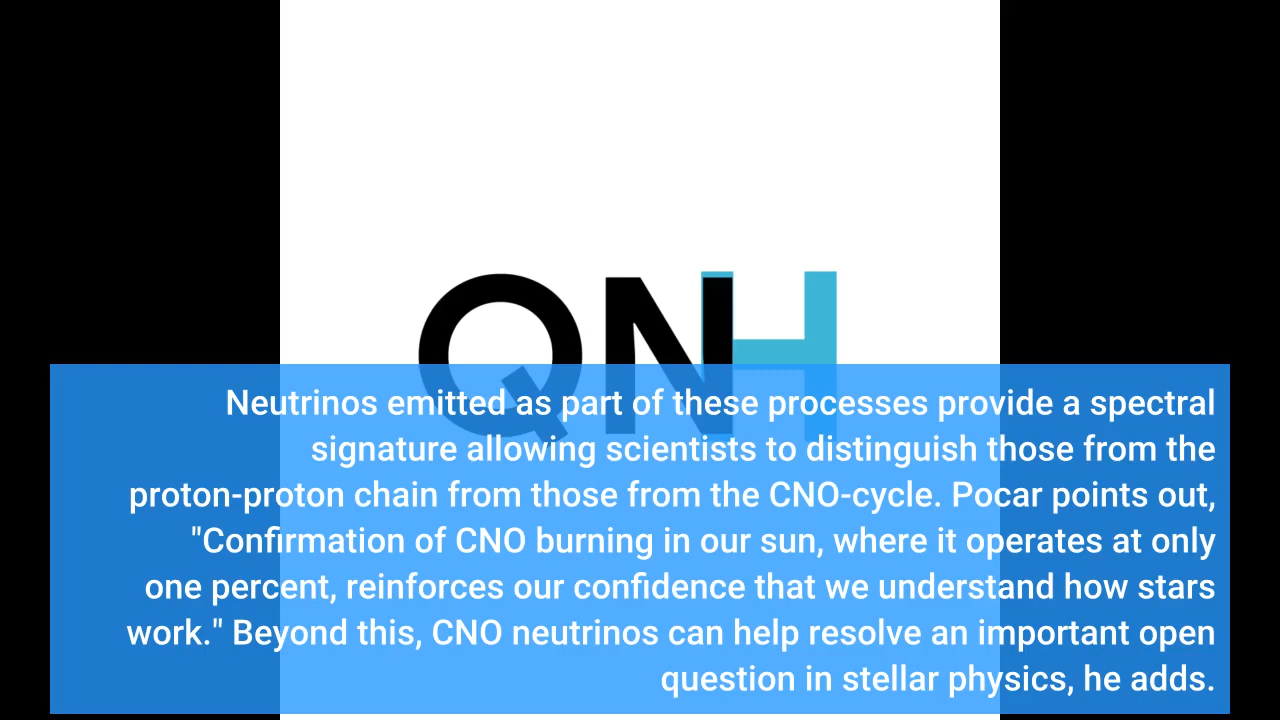 QNH
Neutrinos emitted as part of these processes provide a spectral
signature allowing scientists to distinguish those from the
proton-proton chain from those from the CNO-cycle. Pocar points out,
"Confirmation of CNO burning in our sun, where it operates at only
one percent, reinforces our confidence that we understand how stars
work." Beyond this, CNO neutrinos can help resolve an important open
question in stellar physics, he adds.